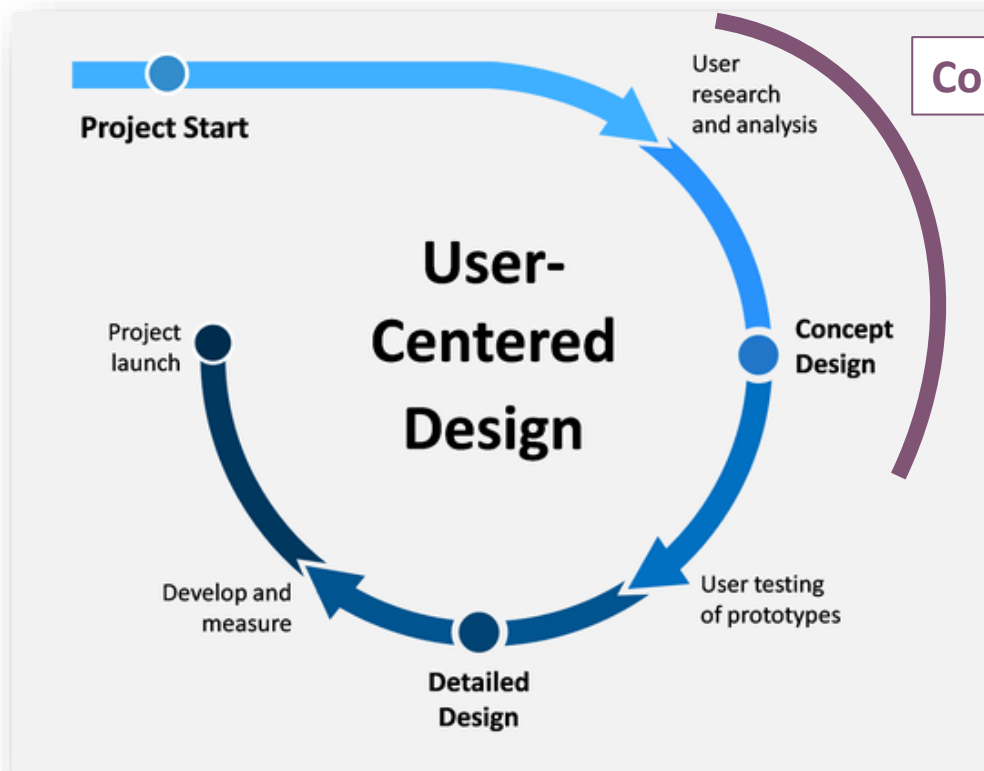 Project Start
User
research
and analysis
Co
User-
Centered
Design
Concept
Design
Project
launch
User testing
of prototypes
Develop and
measure
Detailed
Design